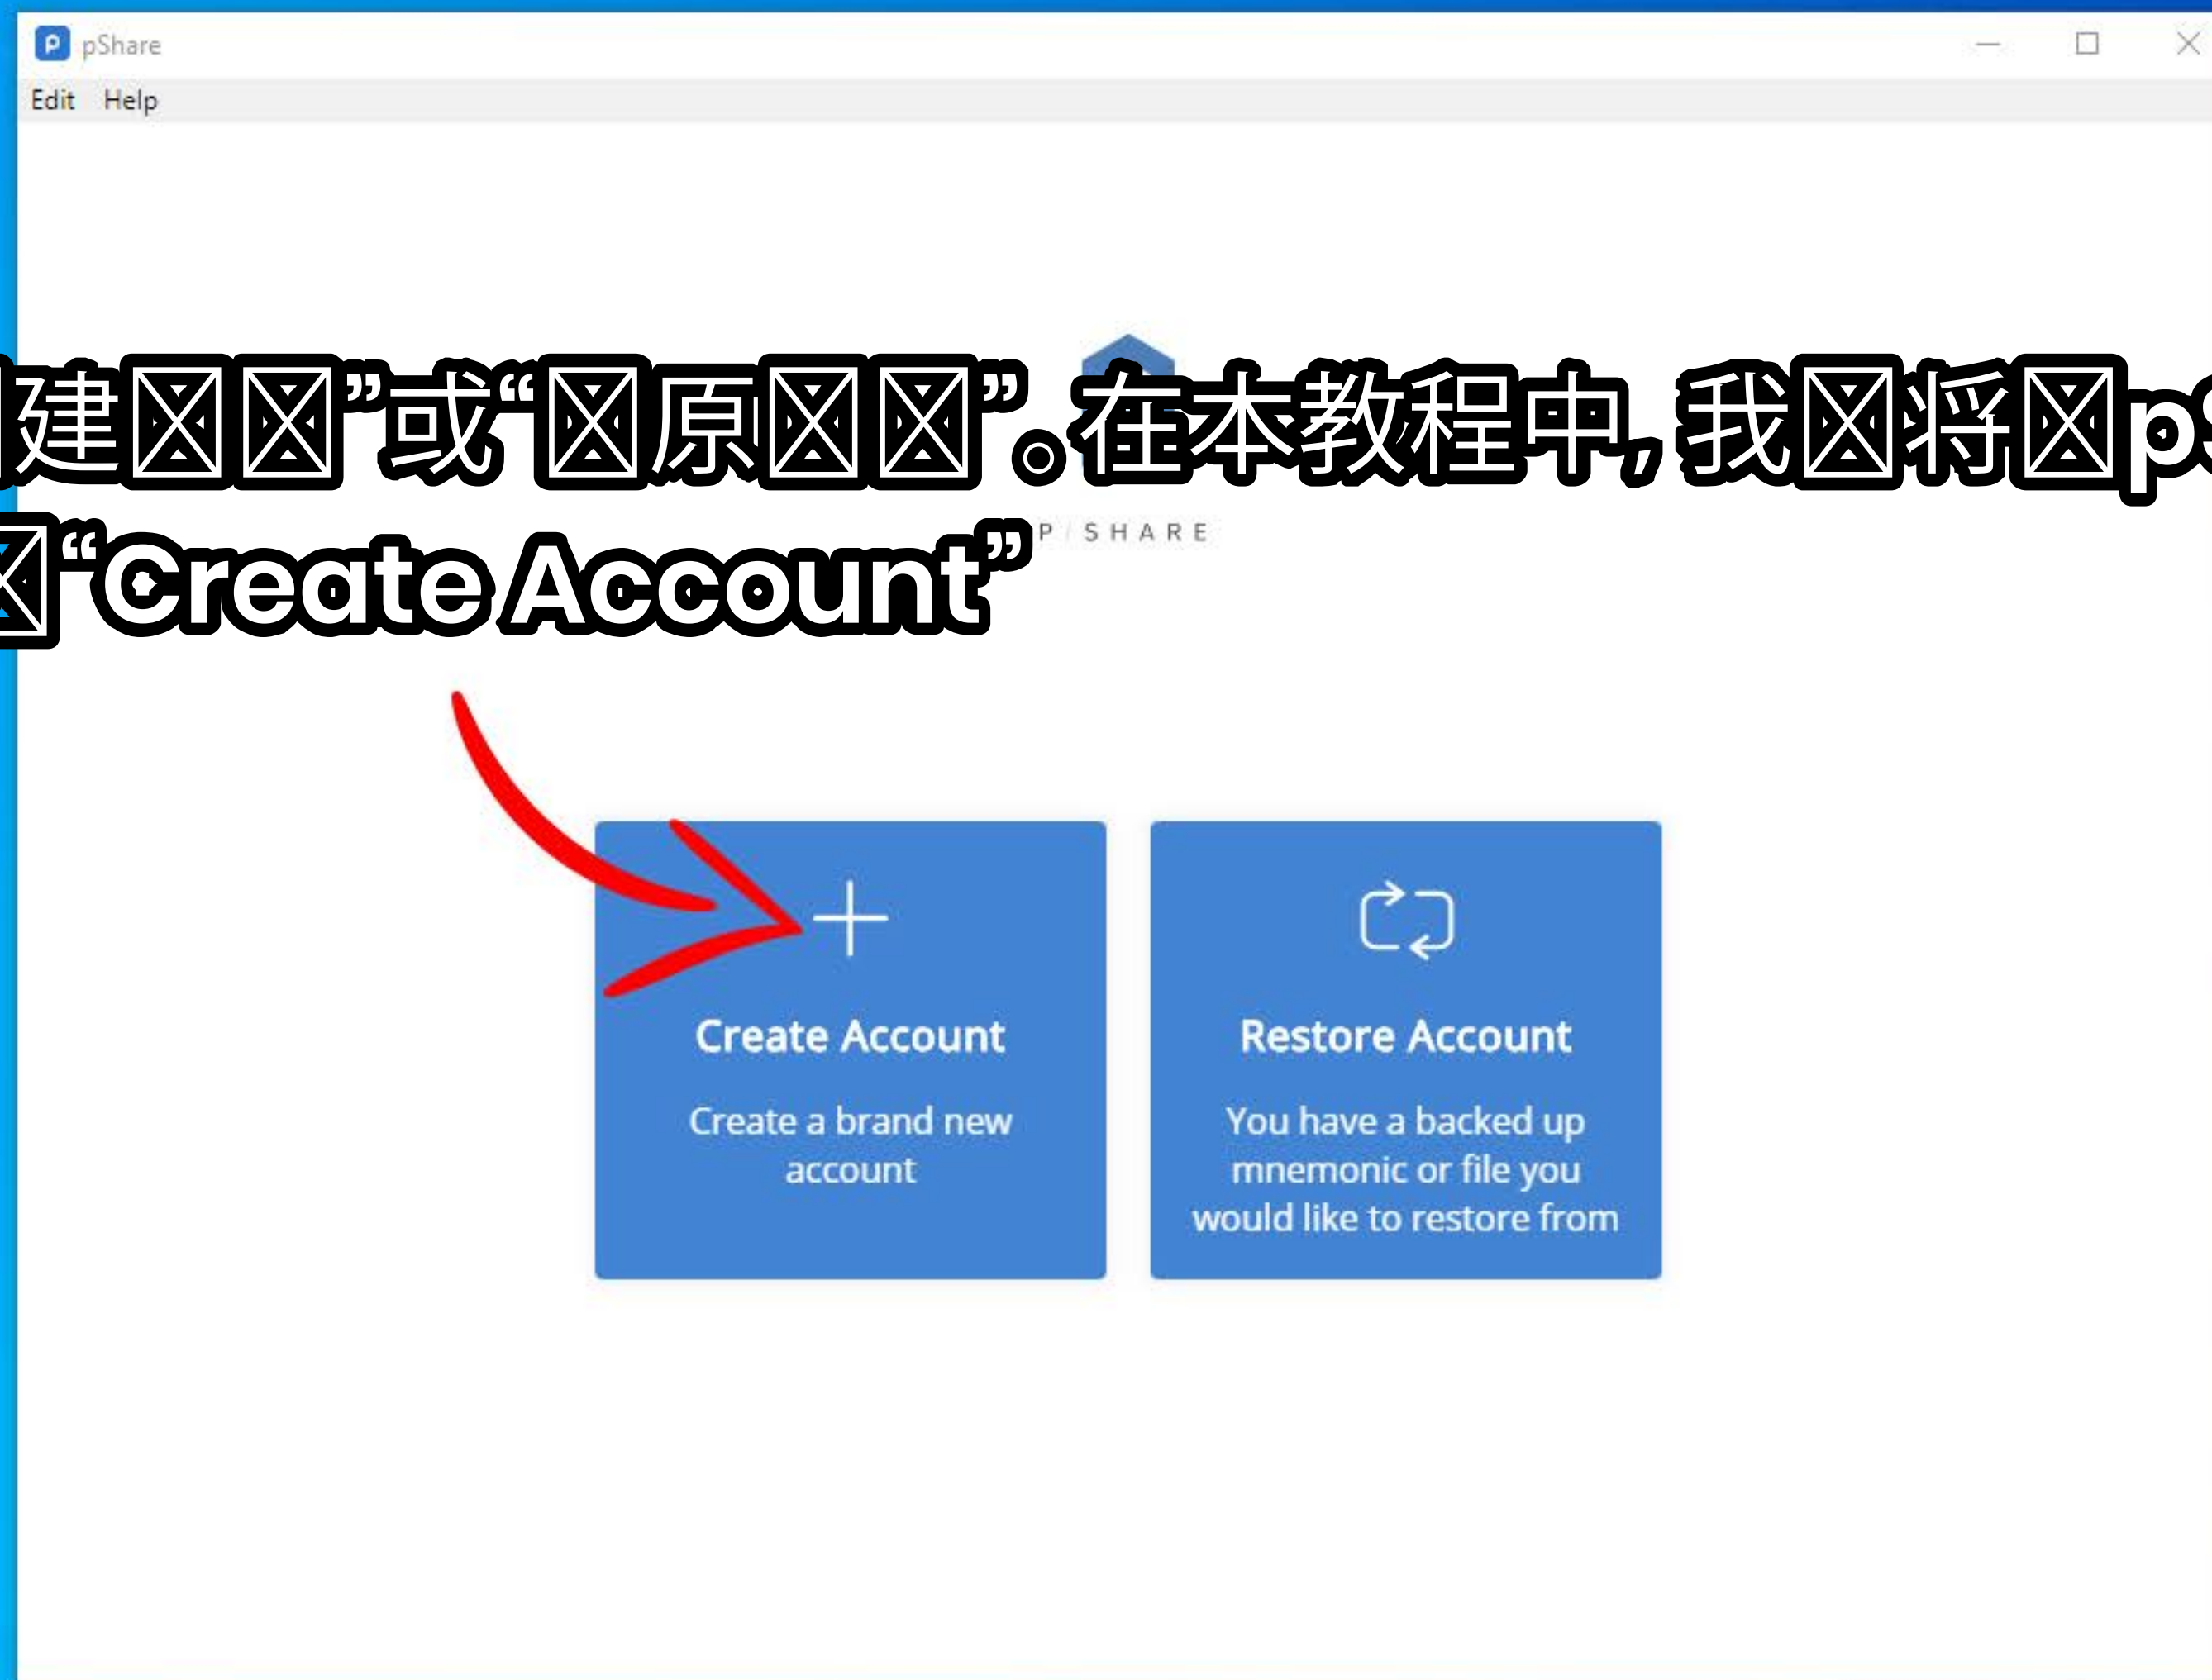 pShare
Edit Help
建☒☒”或“☒原☒☒”。在本教程中, 我☒将☒p
☒“Create Account”
P/SHARE
Create Account
Create a brand new
account
Restore Account
You have a backed up
mnemonic or file you
would like to restore from